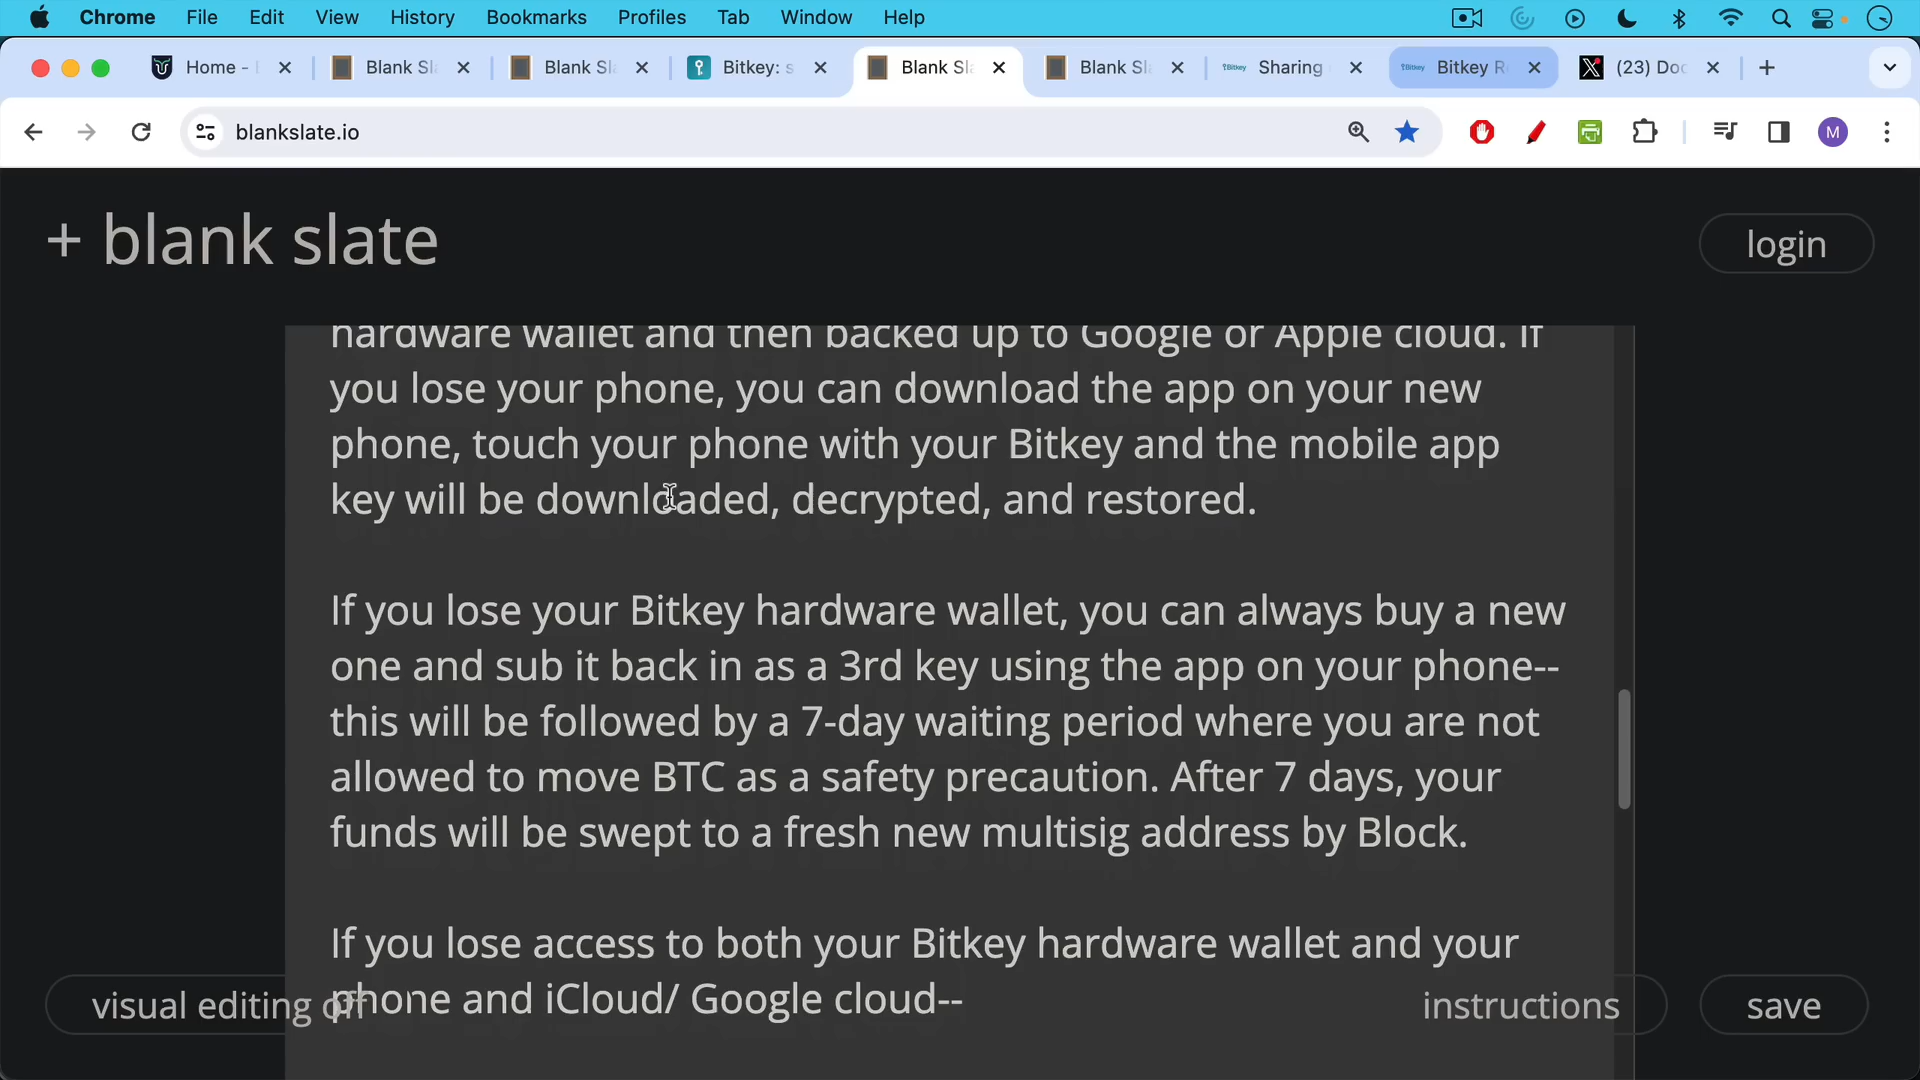 Chrome File Edit View History Bookmarks Profiles Tab Window Help
Home - Blank Sl Blank Sl Bitkey: s Blank Sl Blank Sl Bitkey Sharing Bitkey Bitkey R (23) Do
blankslate.io M
+ blank slate
login
hardware wallet and then backed up to Google or Apple cloud. If
you lose your phone, you can download the app on your new
phone, touch your phone with your Bitkey and the mobile app
key will be downloaded, decrypted, and restored.
If you lose your Bitkey hardware wallet, you can always buy a new
one and sub it back in as a 3rd key using the app on your phone--
this will be followed by a 7-day waiting period where you are not
allowed to move BTC as a safety precaution. After 7 days, your
funds will be swept to a fresh new multisig address by Block.
If you lose access to both your Bitkey hardware wallet and your
phone and iCloud/ Google cloud--
visual editing off
instructions
save